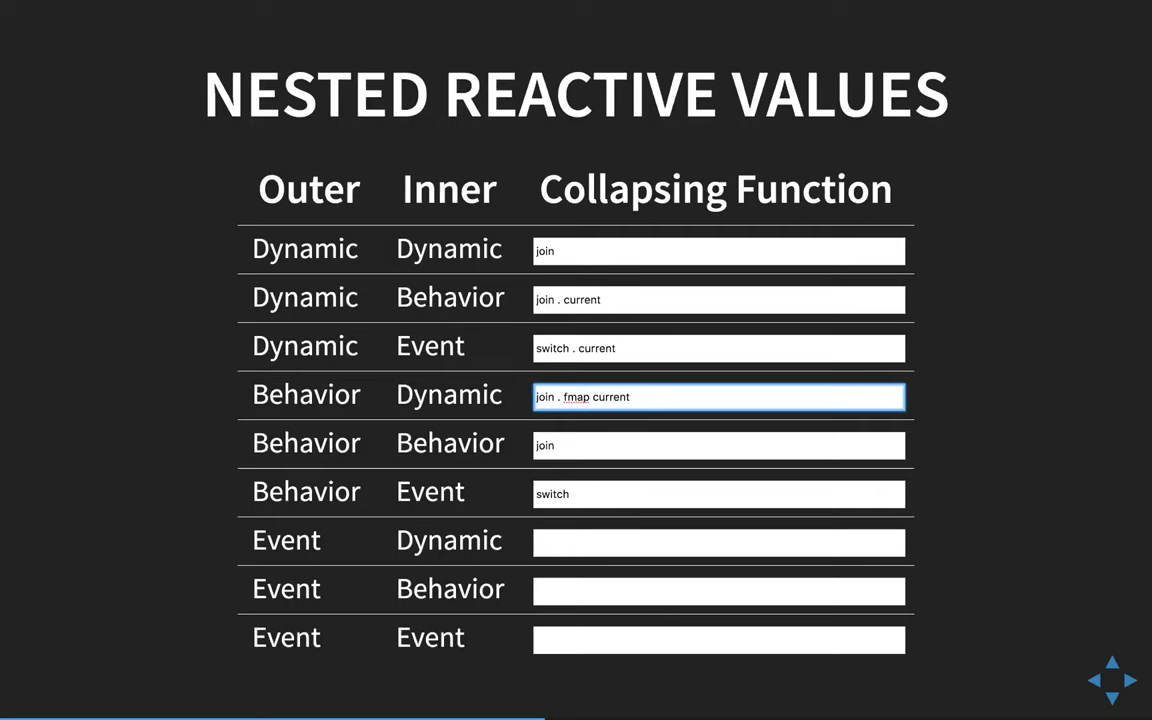 NESTED REACTIVE VALUES
Outer Inner Collapsing Function
Dynamic Dynamic join
Dynamic Behavior join . current
Dynamic Event switch . current
Behavior Dynamic join . fmap current
Behavior Behavior join
Behavior Event switch
Event Dynamic
Event Behavior
Event Event